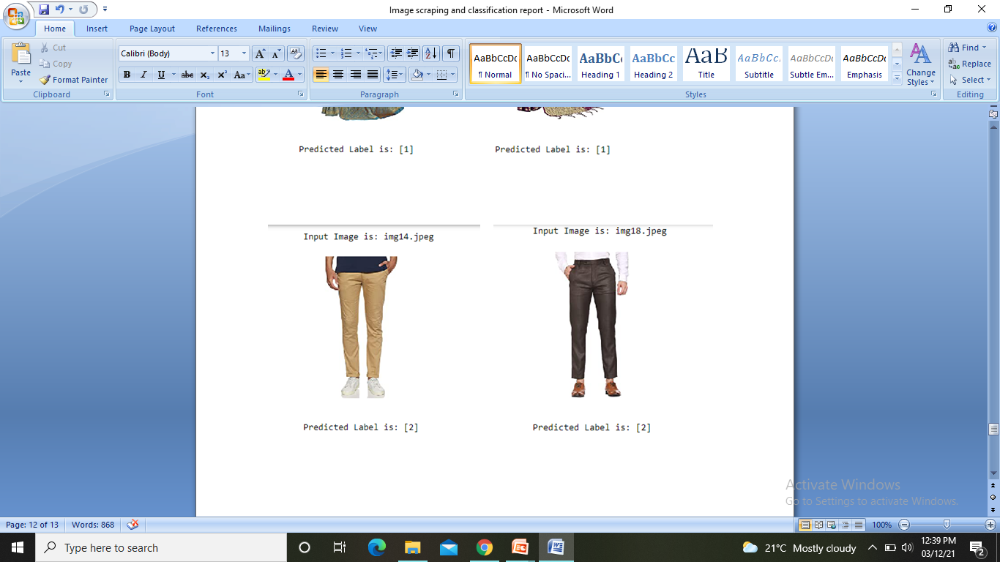 Image scraping and classification report - Microsoft Word
Home Insert Page Layout References Mailings Review View
Paste
Cut
Copy
Format Painter
Clipboard
Calibri (Body) 13
Font
Paragraph
AaBbCcDc ¶ Normal
AaBbCcDc ¶ No Spaci...
AaBbC Heading 1
AaBbCc Heading 2
AaB Title
AaBbCc. Subtitle
AaBbCcDc Subtle Em...
AaBbCcDc Emphasis
Change Styles
Styles
Find
Replace
Select
Editing
Predicted Label is: [1] Predicted Label is: [1]
Input Image is: img14.jpeg Input Image is: img18.jpeg
Predicted Label is: [2] Predicted Label is: [2]
Activate Windows
Go to Settings to activate Windows.
Page: 12 of 13 Words: 868 100%
Type here to search
21°C Mostly cloudy
12:39 PM
03/12/21
2